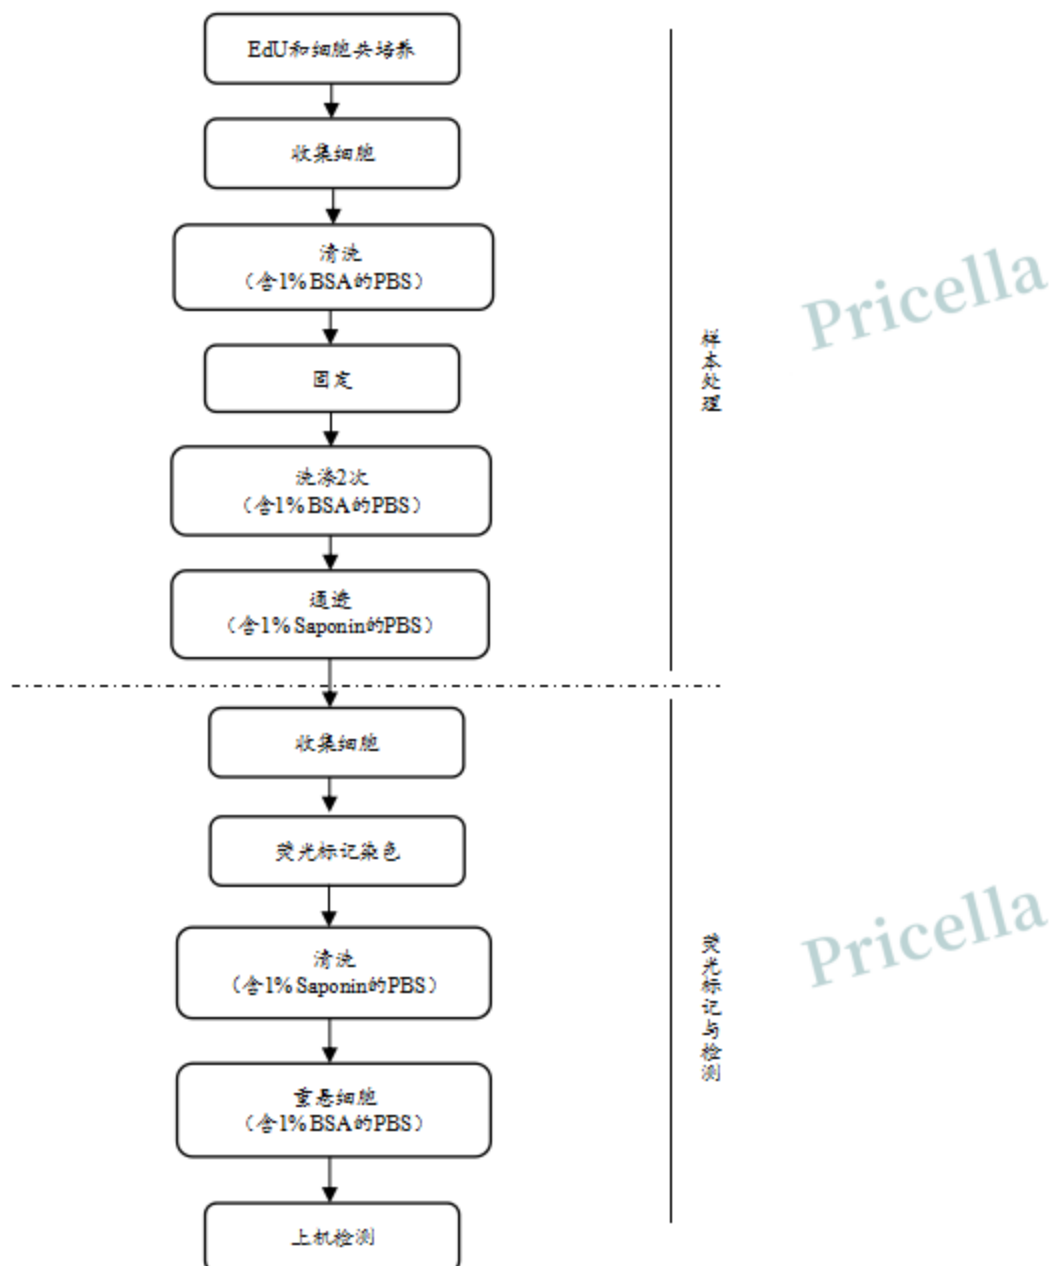 EdU和细胞共培养
收集细胞
清洗
（含1% BSA的PBS）
固定
洗涤2次
（含1% BSA的PBS）
通透
（含1% Saponin的PBS）
样本处理
Pricella
收集细胞
荧光标记染色
清洗
（含1% Saponin的PBS）
重悬细胞
（含1% BSA的PBS）
上机检测
荧光标记与检测
Pricella